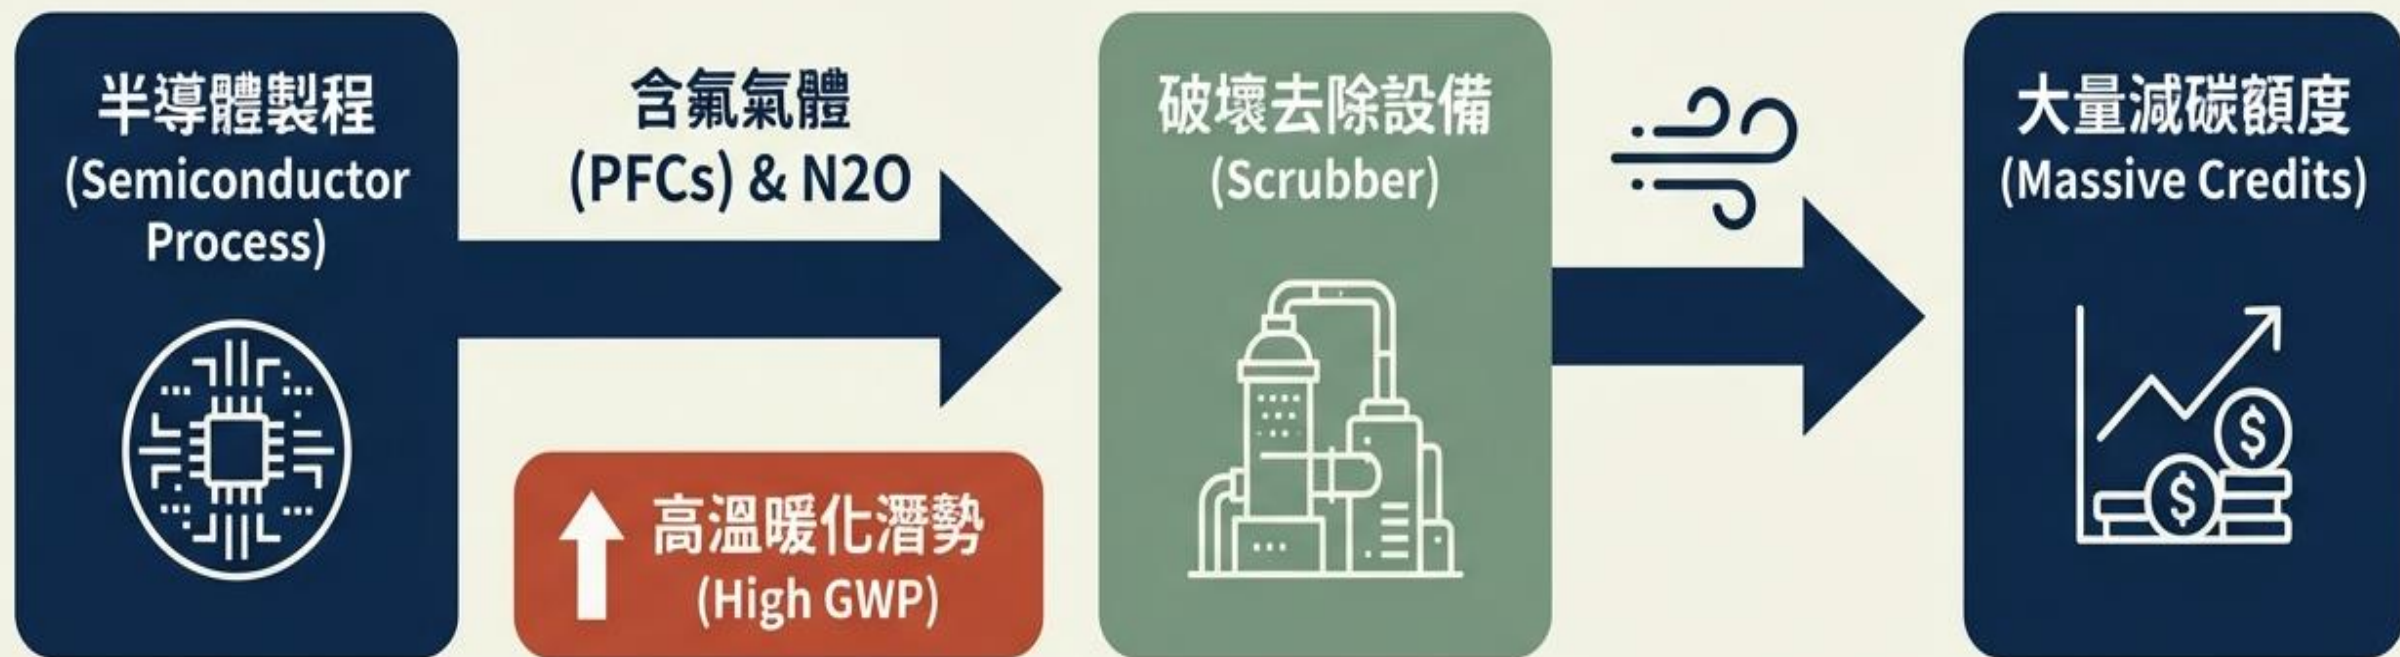 半導體製程
(Semiconductor
Process)
含氟氣體
(PFCs) & N2O
高溫暖化潛勢
(High GWP)
破壞去除設備
(Scrubber)
大量減碳額度
(Massive Credits)
$
$